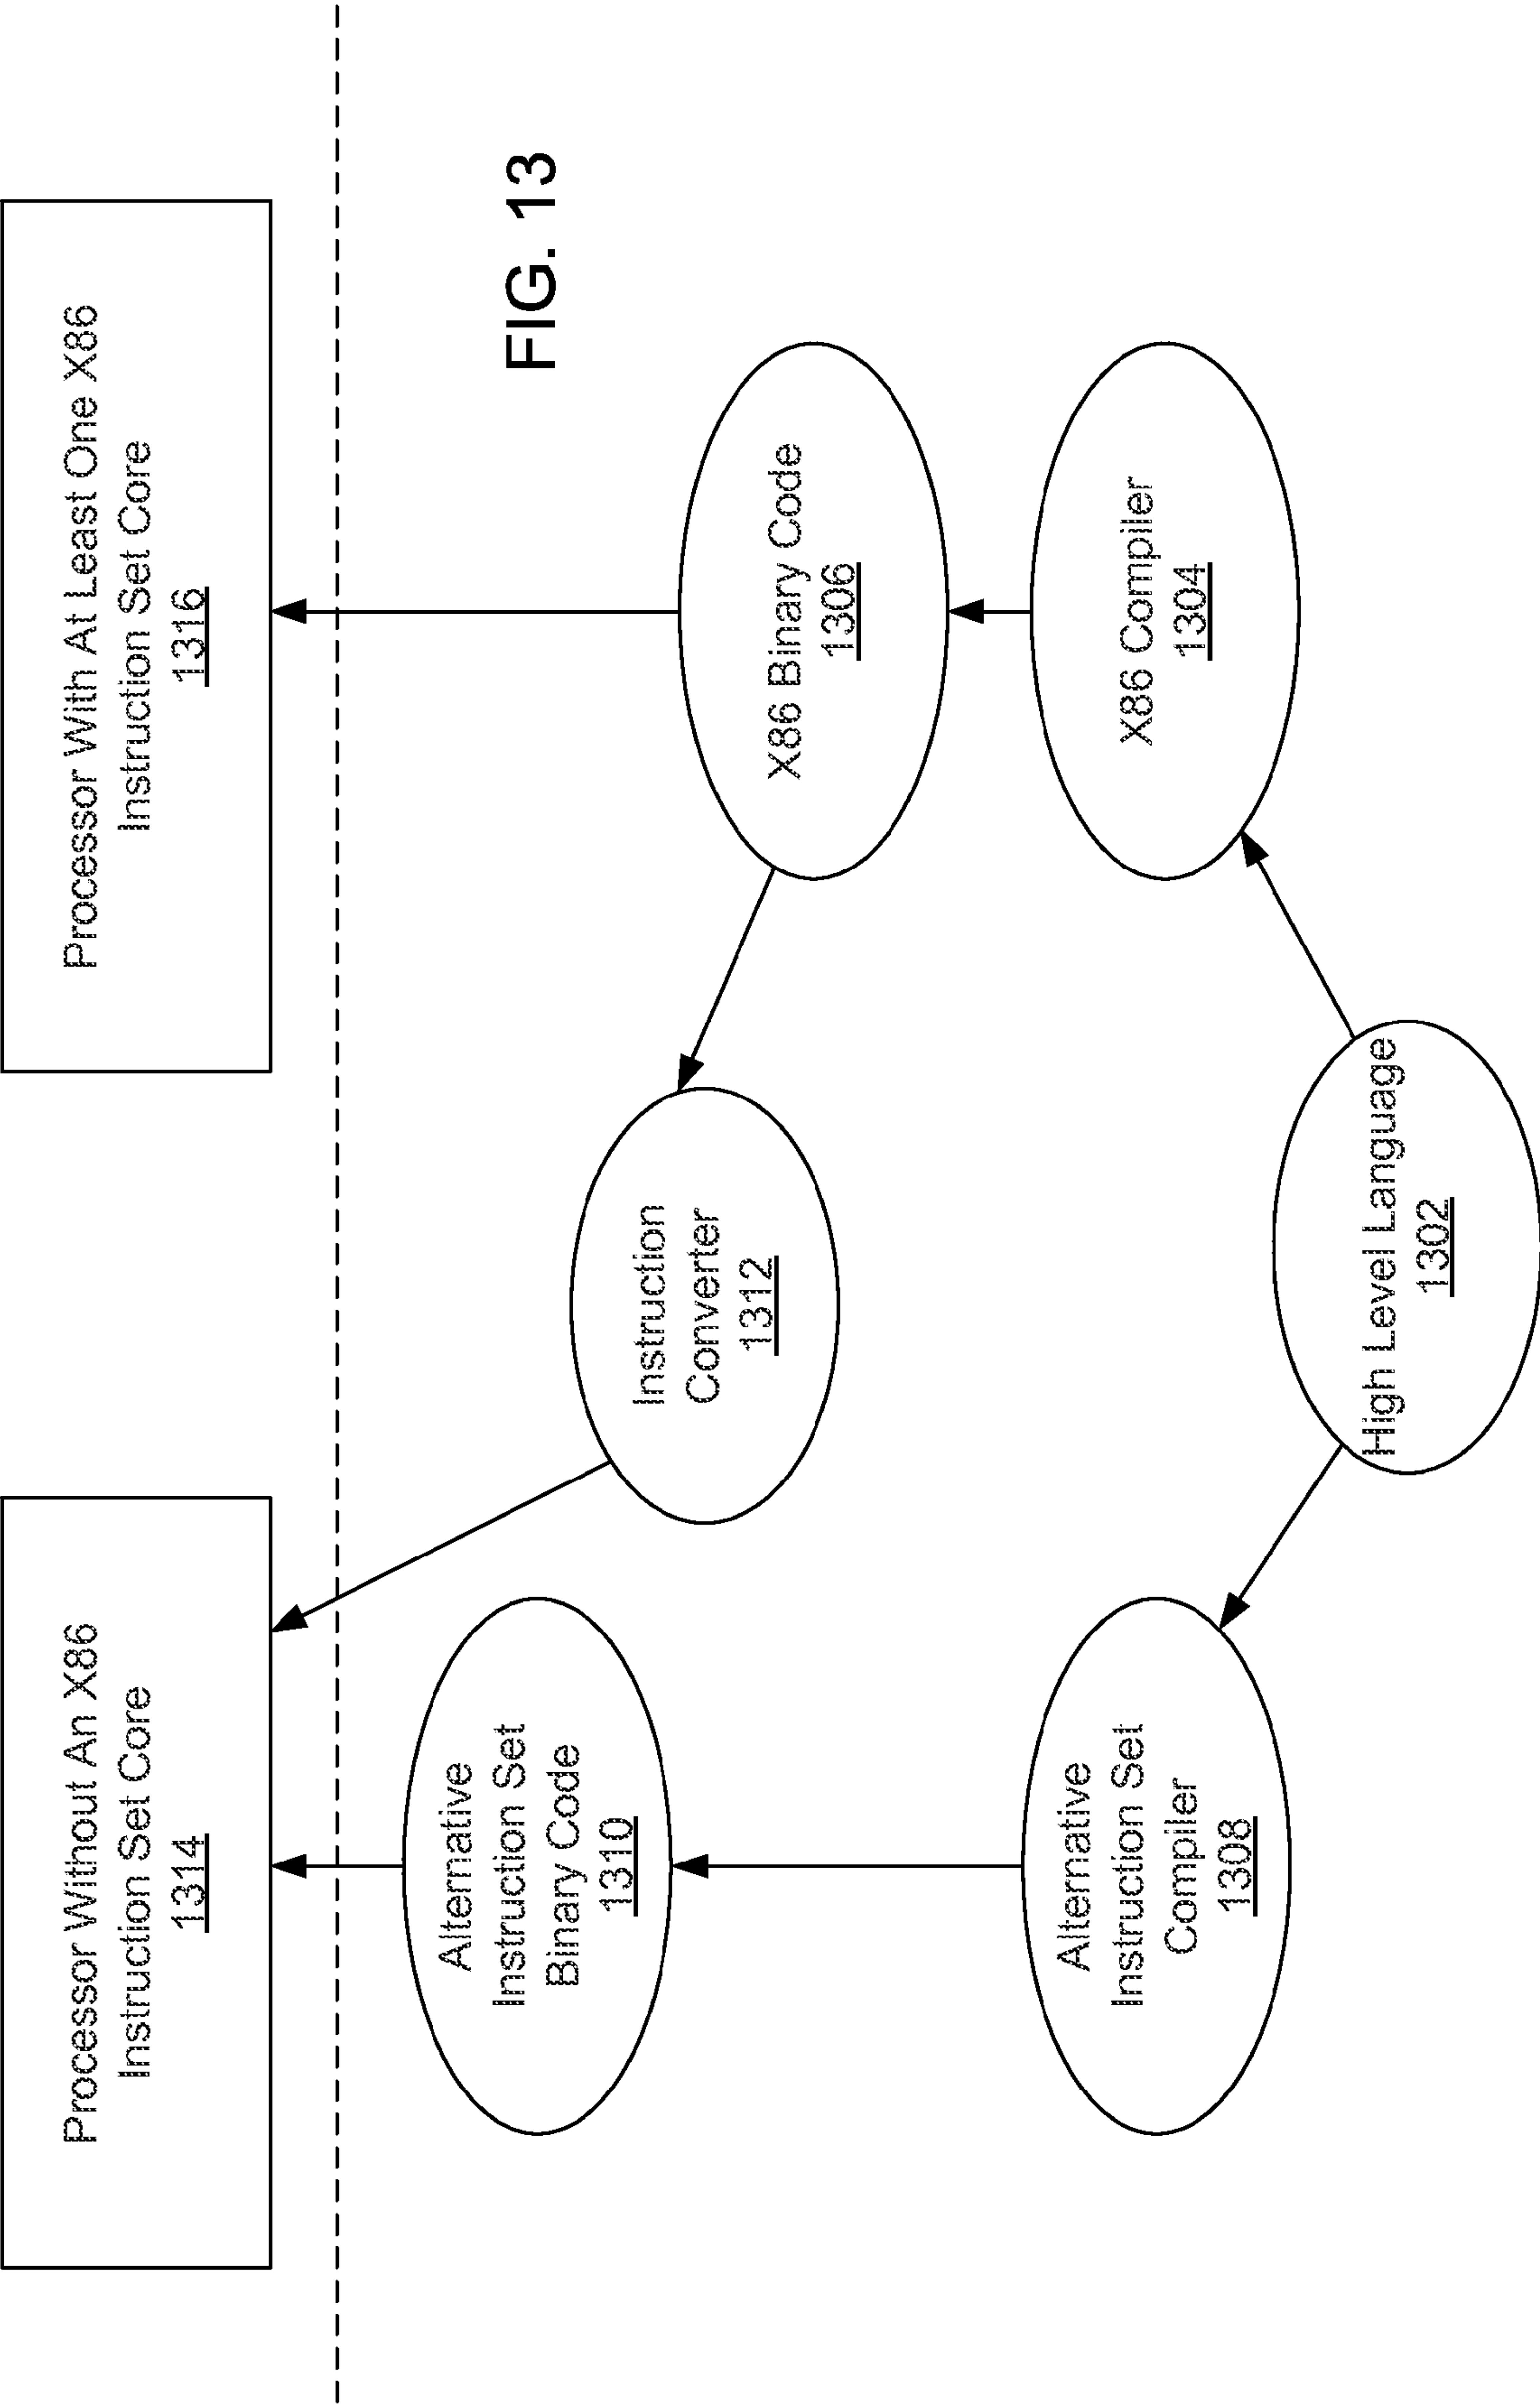 Processor Without An X86
Instruction Set Core
1314
Processor With At Least One X86
Instruction Set Core
1316
Alternative
Instruction Set
Binary Code
1310
Instruction
Converter
1312
X86 Binary Code
1306
FIG. 13
Alternative
Instruction Set
Compiler
1308
X86 Compiler
1304
High Level Language
1302